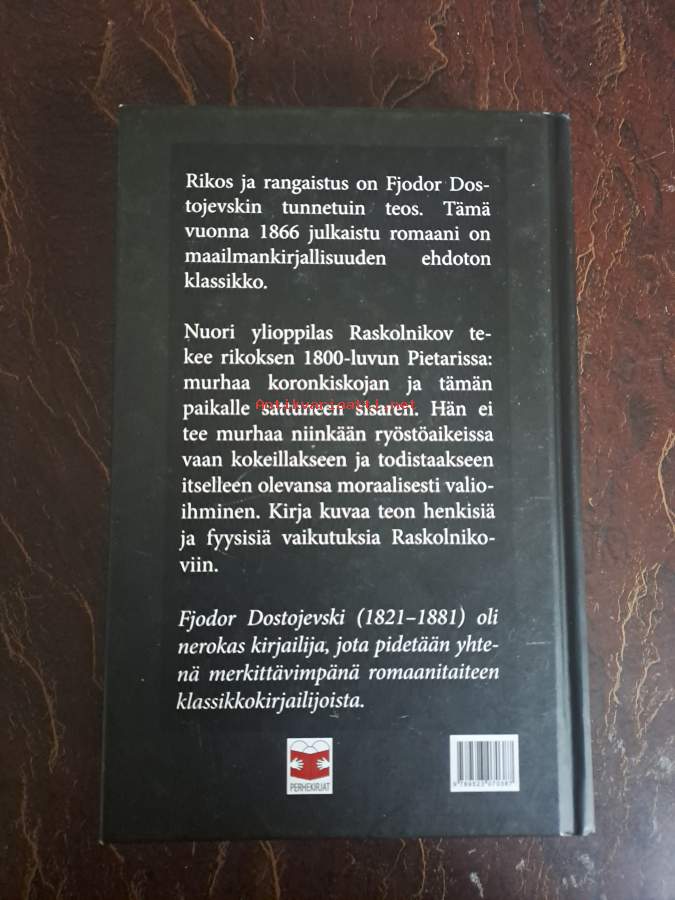 Rikos ja rangaistus on Fjodor Dos-
tojevskin tunnetuin teos. Tämä
vuonna 1866 julkaistu romaani on
maailmankirjallisuuden ehdoton
klassikko.
Nuori ylioppilas Raskolnikov te-
kee rikoksen 1800-luvun Pietarissa:
murhaa koronkiskojan ja tämän
paikalle sattuneen sisaren. Hän ei
Antikvariaatti.net
tee murhaa niinkään ryöstöaikeissa
vaan kokeillakseen ja todistaakseen
itselleen olevansa moraalisesti valio-
ihminen. Kirja kuvaa teon henkisiä
ja fyysisiä vaikutuksia Raskolniko-
viin.
Fjodor Dostojevski (1821–1881) oli
nerokas kirjailija, jota pidetään yhte-
nä merkittävimpänä romaanitaiteen
klassikkokirjailijoista.
PERHEKIRJAT